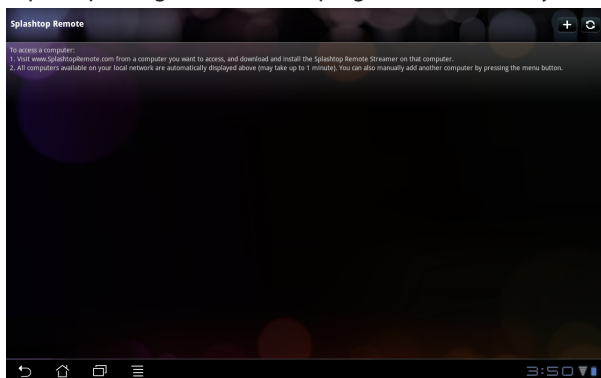 Splashtop Remote
To access a computer:
1. Visit www.SplashtopRemote.com from a computer you want to access, and download and install the Splashtop Remote Streamer on that computer.
2. All computers available on your local network are automatically displayed above (may take up to 1 minute). You can also manually add another computer by pressing the menu button.
3:50